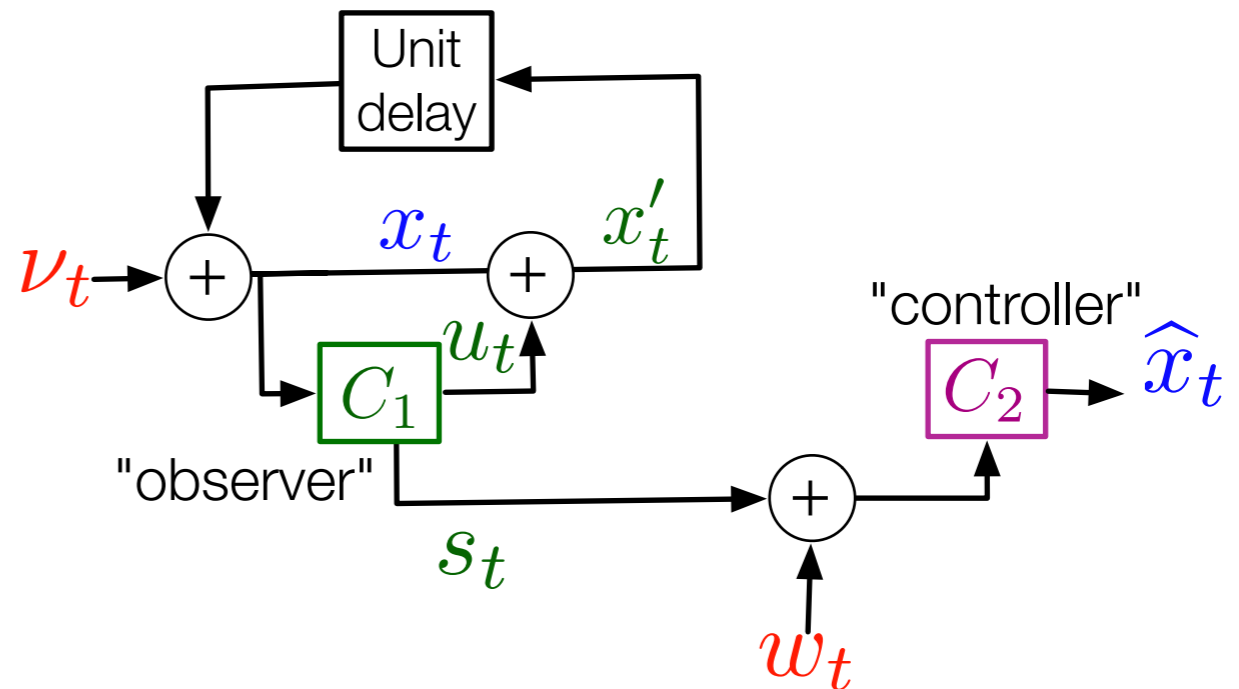 Unit
delay
x_t
x'_t
ν_t
+
+
"controller"
u_t
C_1
C_2
x̂_t
"observer"
+
s_t
w_t